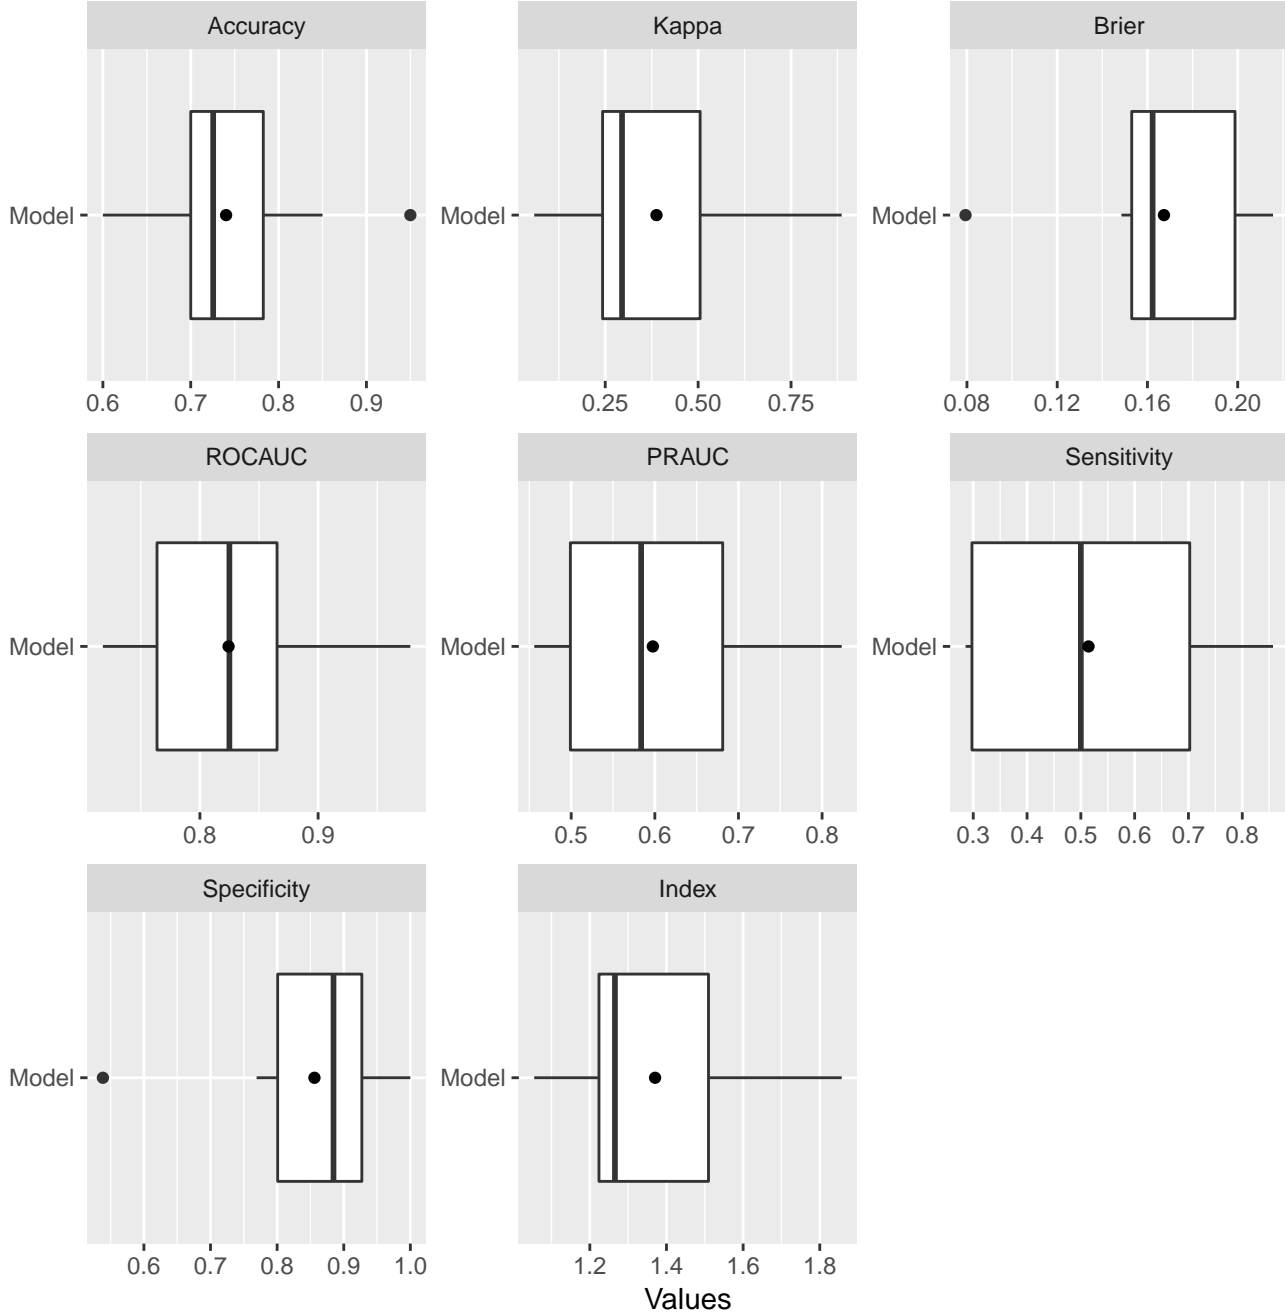 Accuracy Kappa Brier
Model Model Model
0.6 0.7 0.8 0.9 0.25 0.50 0.75 0.08 0.12 0.16 0.20
ROCAUC PRAUC Sensitivity
Model Model Model
0.8 0.9 0.5 0.6 0.7 0.8 0.3 0.4 0.5 0.6 0.7 0.8
Specificity Index
Model Model
0.6 0.7 0.8 0.9 1.0 1.2 1.4 1.6 1.8
Values